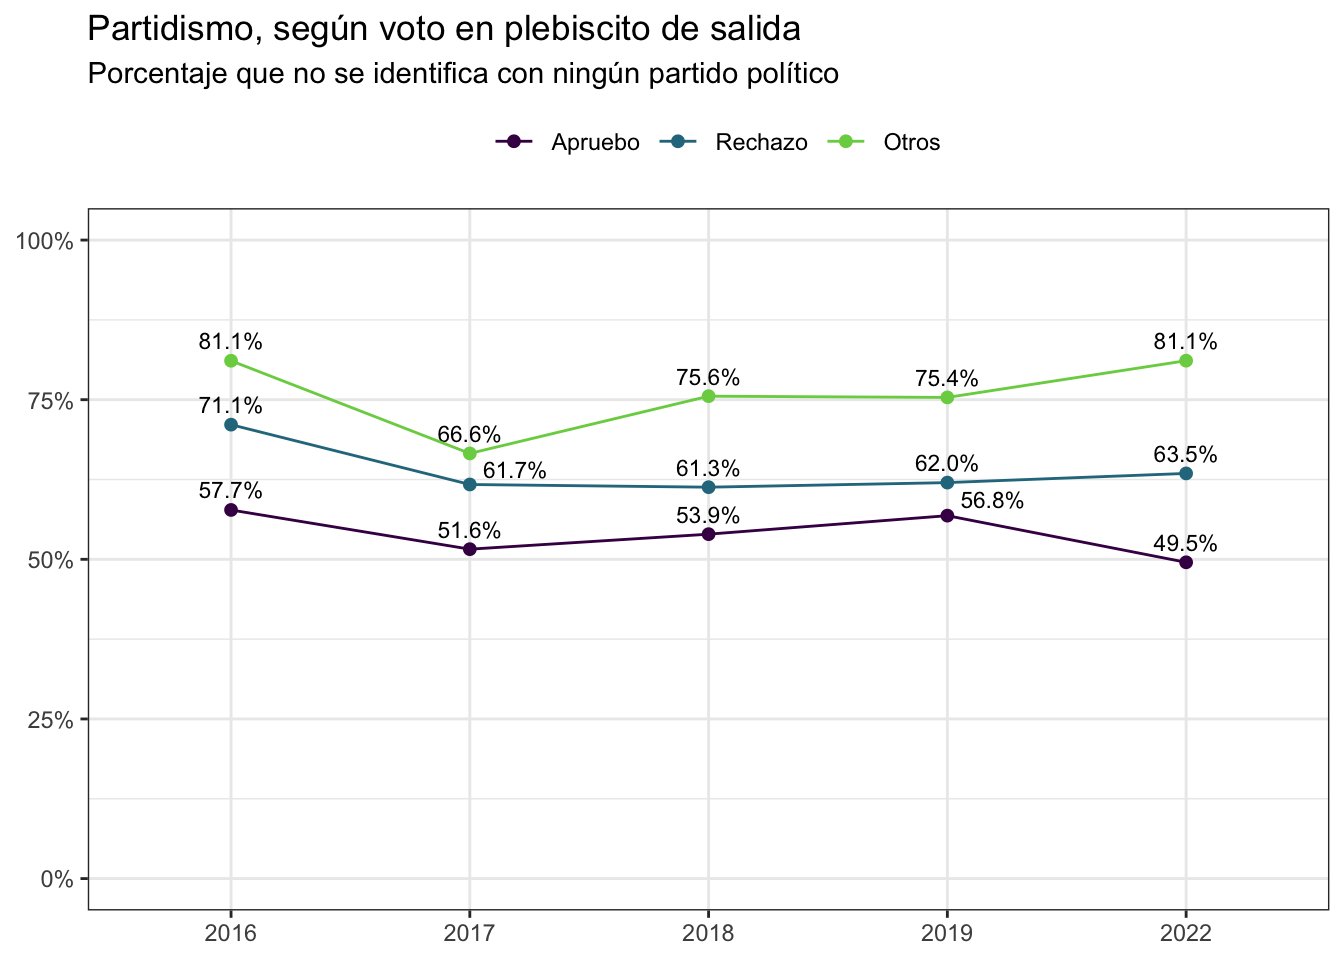 Partidismo, según voto en plebiscito de salida
Porcentaje que no se identifica con ningún partido político
Apruebo Rechazo Otros
100%
81.1% 81.1%
75.6% 75.4%
75%
71.1%
66.6%
61.7% 61.3% 62.0% 63.5%
57.7% 56.8%
51.6% 53.9% 49.5%
50%
25%
0%
2016 2017 2018 2019 2022